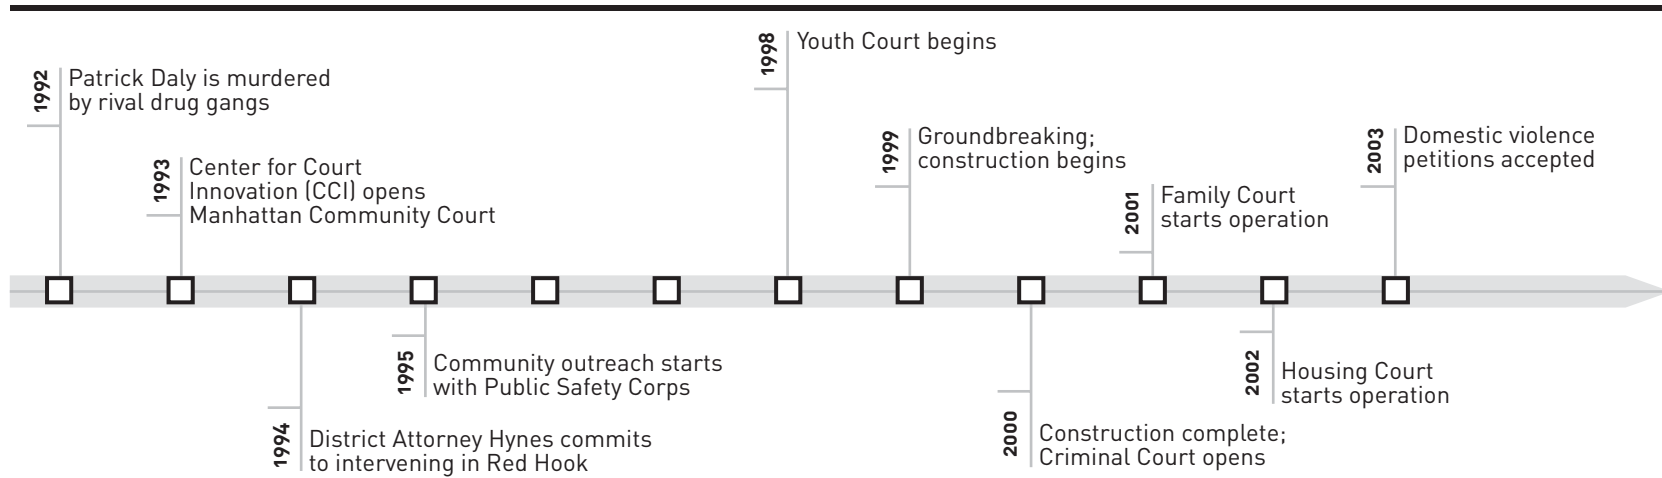 1992
Patrick Daly is murdered
by rival drug gangs
1993
Center for Court
Innovation (CCI) opens
Manhattan Community Court
1994
District Attorney Hynes commits
to intervening in Red Hook
1995
Community outreach starts
with Public Safety Corps
1998
Youth Court begins
1999
Groundbreaking;
construction begins
2000
Construction complete;
Criminal Court opens
2001
Family Court
starts operation
2002
Housing Court
starts operation
2003
Domestic violence
petitions accepted